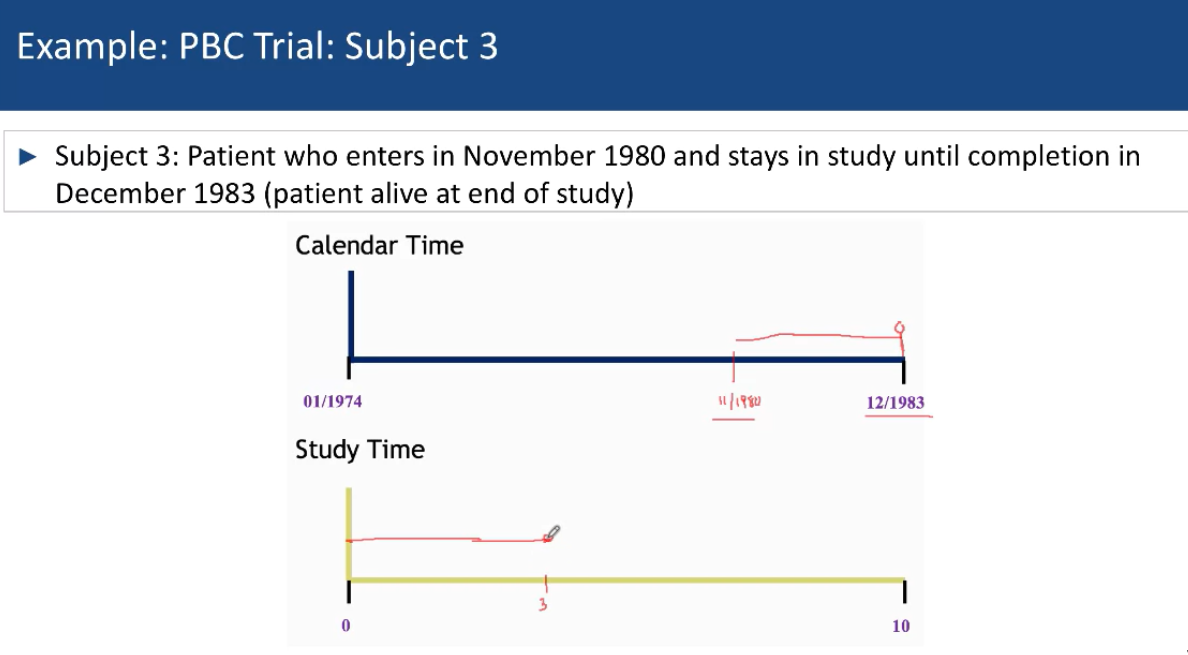 Example: PBC Trial: Subject 3
Subject 3: Patient who enters in November 1980 and stays in study until completion in
December 1983 (patient alive at end of study)
Calendar Time
01/1974
11/1980
12/1983
Study Time
3
0
10